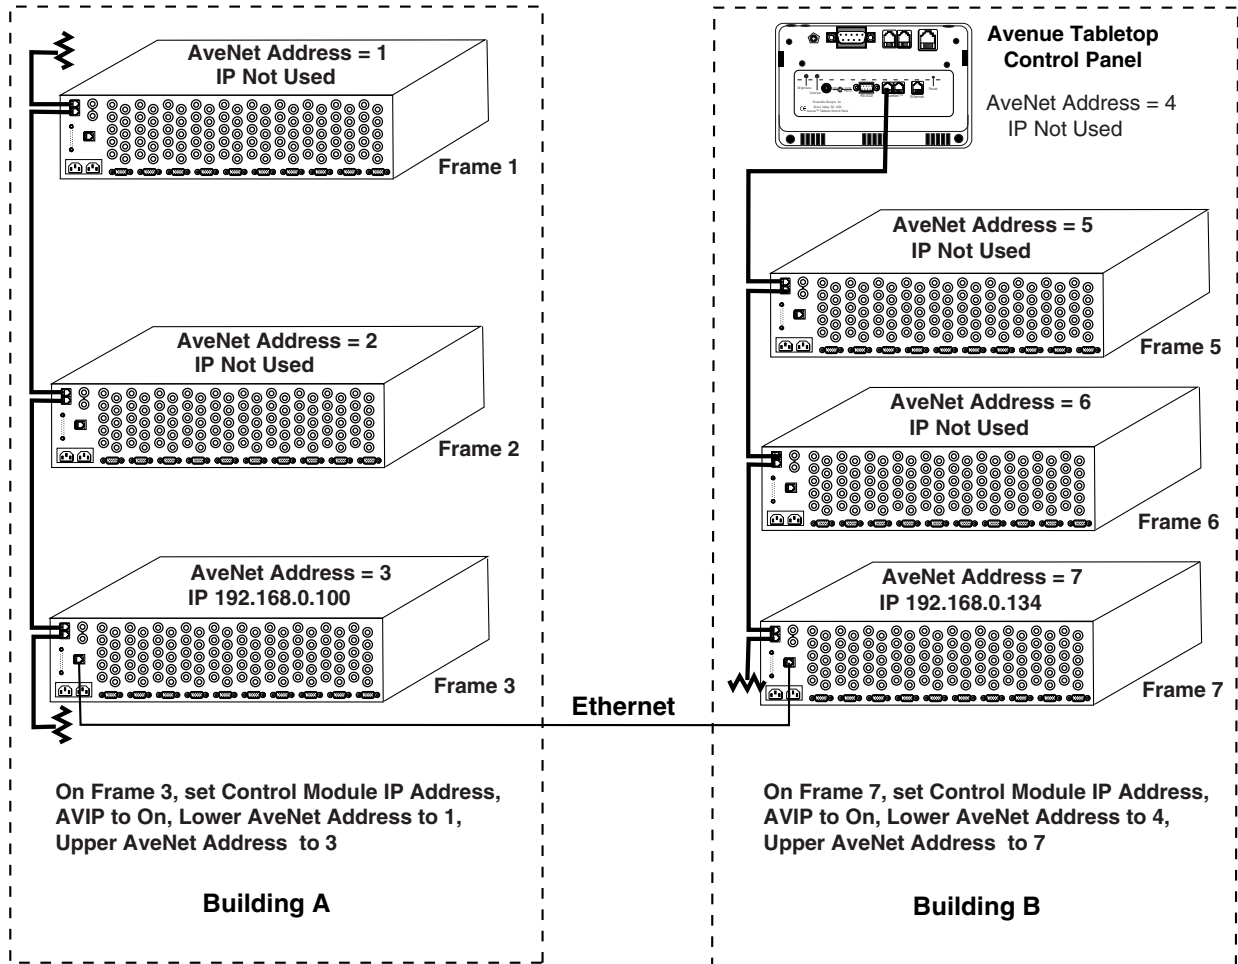 AveNet Address = 1
IP Not Used
Frame 1
AveNet Address = 2
IP Not Used
Frame 2
AveNet Address = 3
IP 192.168.0.100
Frame 3
On Frame 3, set Control Module IP Address,
AVIP to On, Lower AveNet Address to 1,
Upper AveNet Address to 3
Building A
Ethernet
Avenue Tabletop
Control Panel
AveNet Address = 4
IP Not Used
AveNet Address = 5
IP Not Used
Frame 5
AveNet Address = 6
IP Not Used
Frame 6
AveNet Address = 7
IP 192.168.0.134
Frame 7
On Frame 7, set Control Module IP Address,
AVIP to On, Lower AveNet Address to 4,
Upper AveNet Address to 7
Building B